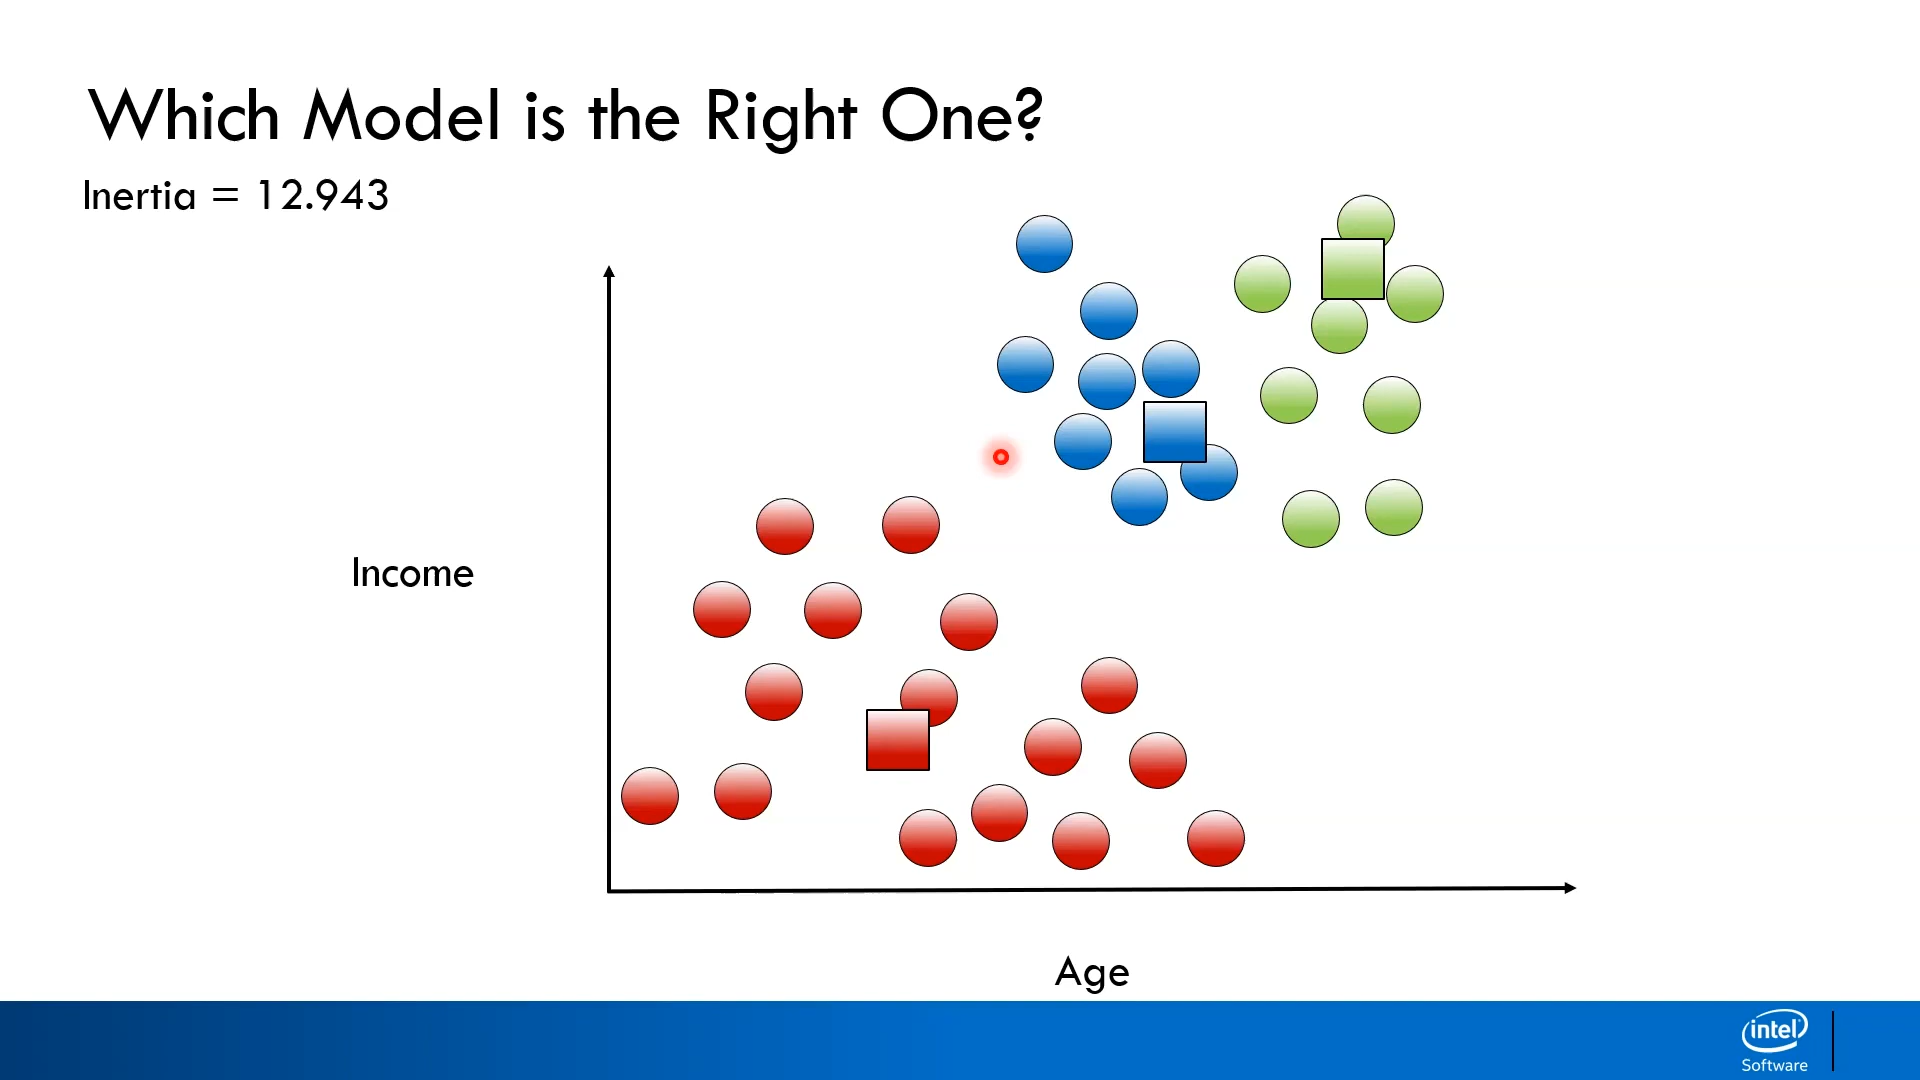 Which Model is the Right One?
Inertia = 12.943
Income
Age
intel
Software